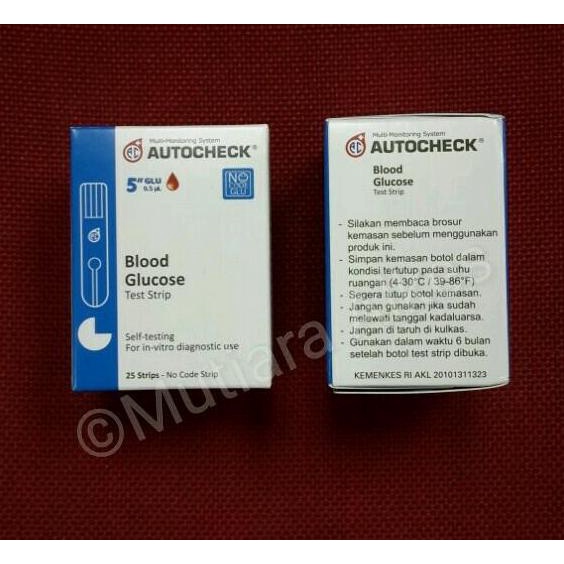 Multi-Monitoring System
AUTOCHECK®
5" GLU
0.5 µL
NO
CODE
GLU
Blood
Glucose
Test Strip
Self-testing
For in-vitro diagnostic use
25 Strips - No Code Strip
Multi-Monitoring System
AUTOCHECK®
Blood
Glucose
Test Strip
- Silakan membaca brosur
kemasan sebelum menggunakan
produk ini.
- Simpan kemasan botol dalam
kondisi tertutup pada suhu
ruangan (4-30°C / 39-86°F)
- Segera tutup botol kemasan.
- Jangan gunakan jika sudah
melewati tanggal kadaluarsa.
- Jangan di taruh di kulkas.
- Gunakan dalam waktu 6 bulan
setelah botol test strip dibuka.
KEMENKES RI AKL 20101311323
©Mutiara